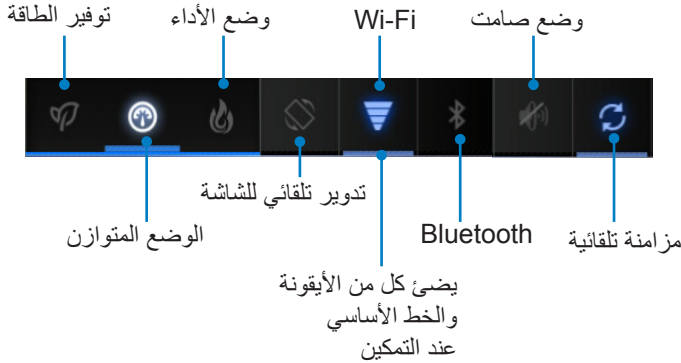 توفير الطاقة
وضع الأداء
Wi-Fi
وضع صامت
تدوير تلقائي للشاشة
الوضع المتوازن
Bluetooth
مزامنة تلقائية
يضئ كل من الأيقونة
والخط الأساسي
عند التمكين